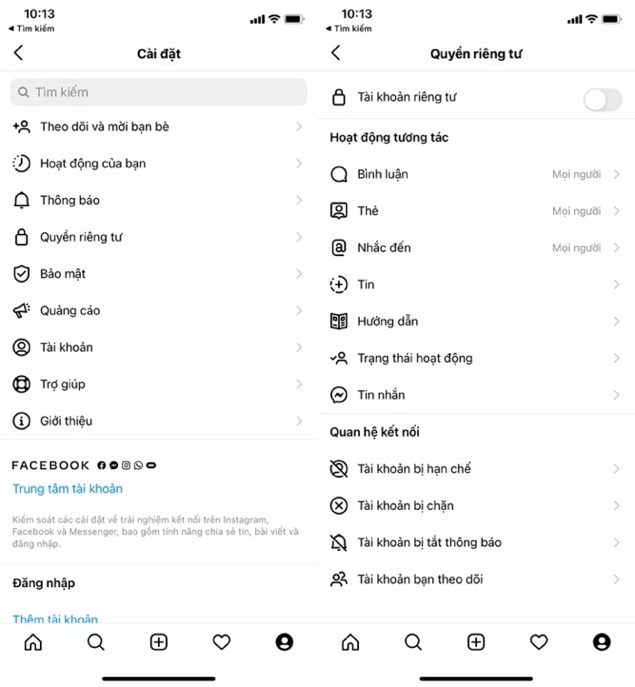 10:13
Tìm kiếm
Cài đặt
Tìm kiếm
Theo dõi và mời bạn bè
Hoạt động của bạn
Thông báo
Quyền riêng tư
Bảo mật
Quảng cáo
Tài khoản
Trợ giúp
Giới thiệu
FACEBOOK
Trung tâm tài khoản
Kiểm soát các cài đặt về trải nghiệm kết nối trên Instagram,
Facebook và Messenger, bao gồm tính năng chia sẻ tin, bài viết và
đăng nhập.
Đăng nhập
Thêm tài khoản
10:13
Tìm kiếm
Quyền riêng tư
Tài khoản riêng tư
Hoạt động tương tác
Bình luận Mọi người
Thẻ Mọi người
Nhắc đến Mọi người
Tin
Hướng dẫn
Trạng thái hoạt động
Tin nhắn
Quan hệ kết nối
Tài khoản bị hạn chế
Tài khoản bị chặn
Tài khoản bị tắt thông báo
Tài khoản bạn theo dõi